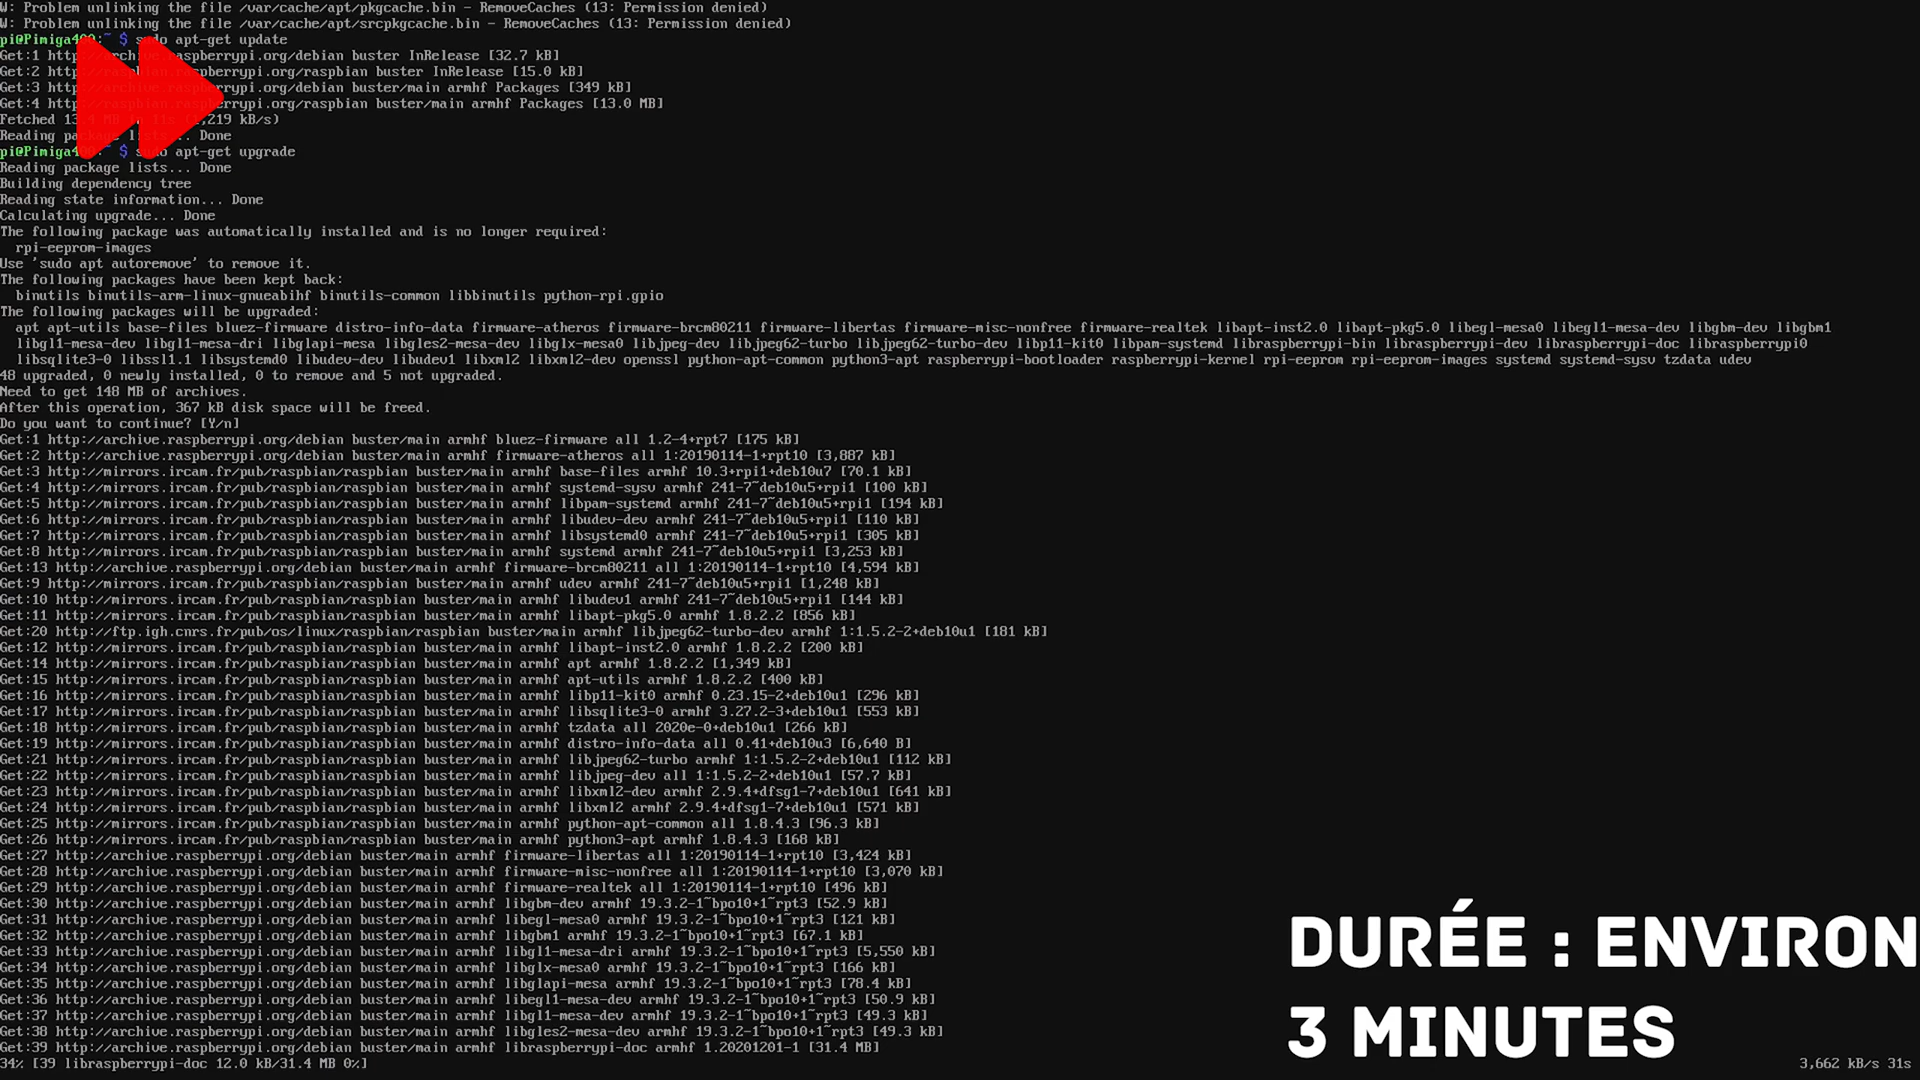 W: Problem unlinking the file /var/cache/apt/pkgcache.bin - RemoveCaches (13: Permission denied)
W: Problem unlinking the file /var/cache/apt/srcpkgcache.bin - RemoveCaches (13: Permission denied)
pi@Pimiga400:~ $ sudo apt-get update
Get:1 http://archive.raspberrypi.org/debian buster InRelease [32.7 kB]
Get:2 http://raspbian.raspberrypi.org/raspbian buster InRelease [15.0 kB]
Get:3 http://archive.raspberrypi.org/debian buster/main armhf Packages [349 kB]
Get:4 http://raspbian.raspberrypi.org/raspbian buster/main armhf Packages [13.0 MB]
Fetched 13.4 MB in 11s (1,219 kB/s)
Reading package lists... Done
pi@Pimiga400:~ $ sudo apt-get upgrade
Reading package lists... Done
Building dependency tree
Reading state information... Done
Calculating upgrade... Done
The following package was automatically installed and is no longer required:
rpi-eeprom-images
Use 'sudo apt autoremove' to remove it.
The following packages have been kept back:
binutils binutils-arm-linux-gnueabihf binutils-common libbinutils python-rpi.gpio
The following packages will be upgraded:
apt apt-utils base-files bluez-firmware distro-info-data firmware-atheros firmware-brcm80211 firmware-libertas firmware-misc-nonfree firmware-realtek libapt-inst2.0 libapt-pkg5.0 libegl-mesa0 libegl1-mesa-dev libgbm-dev libgbm1
libgl1-mesa-dev libgl1-mesa-dri libglapi-mesa libgles2-mesa-dev libglx-mesa0 libjpeg-dev libjpeg62-turbo libjpeg62-turbo-dev libp11-kit0 libpam-systemd libraspberrypi-bin libraspberrypi-dev libraspberrypi-doc libraspberrypi0
libsqlite3-0 libssl1.1 libsystemd0 libudev-dev libudev1 libxml2 libxml2-dev openssl python-apt-common python3-apt raspberrypi-bootloader raspberrypi-kernel rpi-eeprom rpi-eeprom-images systemd systemd-sysv tzdata udev
48 upgraded, 0 newly installed, 0 to remove and 5 not upgraded.
Need to get 148 MB of archives.
After this operation, 367 kB disk space will be freed.
Do you want to continue? [Y/n]
Get:1 http://archive.raspberrypi.org/debian buster/main armhf bluez-firmware all 1.2-4+rpt7 [175 kB]
Get:2 http://archive.raspberrypi.org/debian buster/main armhf firmware-atheros all 1:20190114-1+rpt10 [3,887 kB]
Get:3 http://mirrors.ircam.fr/pub/raspbian/raspbian buster/main armhf base-files armhf 10.3+rpi1+deb10u7 [70.1 kB]
Get:4 http://mirrors.ircam.fr/pub/raspbian/raspbian buster/main armhf systemd-sysv armhf 241-7~deb10u5+rpi1 [100 kB]
Get:5 http://mirrors.ircam.fr/pub/raspbian/raspbian buster/main armhf libpam-systemd armhf 241-7~deb10u5+rpi1 [194 kB]
Get:6 http://mirrors.ircam.fr/pub/raspbian/raspbian buster/main armhf libudev-dev armhf 241-7~deb10u5+rpi1 [110 kB]
Get:7 http://mirrors.ircam.fr/pub/raspbian/raspbian buster/main armhf libsystemd0 armhf 241-7~deb10u5+rpi1 [305 kB]
Get:8 http://mirrors.ircam.fr/pub/raspbian/raspbian buster/main armhf systemd armhf 241-7~deb10u5+rpi1 [3,253 kB]
Get:13 http://archive.raspberrypi.org/debian buster/main armhf firmware-brcm80211 all 1:20190114-1+rpt10 [4,594 kB]
Get:9 http://mirrors.ircam.fr/pub/raspbian/raspbian buster/main armhf udev armhf 241-7~deb10u5+rpi1 [1,248 kB]
Get:10 http://mirrors.ircam.fr/pub/raspbian/raspbian buster/main armhf libudev1 armhf 241-7~deb10u5+rpi1 [144 kB]
Get:11 http://mirrors.ircam.fr/pub/raspbian/raspbian buster/main armhf libapt-pkg5.0 armhf 1.8.2.2 [856 kB]
Get:20 http://ftp.igh.cnrs.fr/pub/os/linux/raspbian/raspbian buster/main armhf libjpeg62-turbo-dev armhf 1:1.5.2-2+deb10u1 [181 kB]
Get:12 http://mirrors.ircam.fr/pub/raspbian/raspbian buster/main armhf libapt-inst2.0 armhf 1.8.2.2 [200 kB]
Get:14 http://mirrors.ircam.fr/pub/raspbian/raspbian buster/main armhf apt armhf 1.8.2.2 [1,349 kB]
Get:15 http://mirrors.ircam.fr/pub/raspbian/raspbian buster/main armhf apt-utils armhf 1.8.2.2 [400 kB]
Get:16 http://mirrors.ircam.fr/pub/raspbian/raspbian buster/main armhf libp11-kit0 armhf 0.23.15-2+deb10u1 [296 kB]
Get:17 http://mirrors.ircam.fr/pub/raspbian/raspbian buster/main armhf libsqlite3-0 armhf 3.27.2-3+deb10u1 [553 kB]
Get:18 http://mirrors.ircam.fr/pub/raspbian/raspbian buster/main armhf tzdata all 2020e-0+deb10u1 [266 kB]
Get:19 http://mirrors.ircam.fr/pub/raspbian/raspbian buster/main armhf distro-info-data all 0.41+deb10u3 [6,640 B]
Get:21 http://mirrors.ircam.fr/pub/raspbian/raspbian buster/main armhf libjpeg62-turbo armhf 1:1.5.2-2+deb10u1 [112 kB]
Get:22 http://mirrors.ircam.fr/pub/raspbian/raspbian buster/main armhf libjpeg-dev all 1:1.5.2-2+deb10u1 [57.7 kB]
Get:23 http://mirrors.ircam.fr/pub/raspbian/raspbian buster/main armhf libxml2-dev armhf 2.9.4+dfsg1-7+deb10u1 [641 kB]
Get:24 http://mirrors.ircam.fr/pub/raspbian/raspbian buster/main armhf libxml2 armhf 2.9.4+dfsg1-7+deb10u1 [571 kB]
Get:25 http://mirrors.ircam.fr/pub/raspbian/raspbian buster/main armhf python-apt-common all 1.8.4.3 [96.3 kB]
Get:26 http://mirrors.ircam.fr/pub/raspbian/raspbian buster/main armhf python3-apt armhf 1.8.4.3 [168 kB]
Get:27 http://archive.raspberrypi.org/debian buster/main armhf firmware-libertas all 1:20190114-1+rpt10 [3,424 kB]
Get:28 http://archive.raspberrypi.org/debian buster/main armhf firmware-misc-nonfree all 1:20190114-1+rpt10 [3,070 kB]
Get:29 http://archive.raspberrypi.org/debian buster/main armhf firmware-realtek all 1:20190114-1+rpt10 [496 kB]
Get:30 http://archive.raspberrypi.org/debian buster/main armhf libgbm-dev armhf 19.3.2-1~bpo10+1~rpt3 [52.9 kB]
Get:31 http://archive.raspberrypi.org/debian buster/main armhf libegl-mesa0 armhf 19.3.2-1~bpo10+1~rpt3 [121 kB]
Get:32 http://archive.raspberrypi.org/debian buster/main armhf libgbm1 armhf 19.3.2-1~bpo10+1~rpt3 [67.1 kB]
Get:33 http://archive.raspberrypi.org/debian buster/main armhf libgl1-mesa-dri armhf 19.3.2-1~bpo10+1~rpt3 [5,550 kB]
Get:34 http://archive.raspberrypi.org/debian buster/main armhf libglx-mesa0 armhf 19.3.2-1~bpo10+1~rpt3 [166 kB]
Get:35 http://archive.raspberrypi.org/debian buster/main armhf libglapi-mesa armhf 19.3.2-1~bpo10+1~rpt3 [78.4 kB]
Get:36 http://archive.raspberrypi.org/debian buster/main armhf libegl1-mesa-dev armhf 19.3.2-1~bpo10+1~rpt3 [50.9 kB]
Get:37 http://archive.raspberrypi.org/debian buster/main armhf libgl1-mesa-dev armhf 19.3.2-1~bpo10+1~rpt3 [49.3 kB]
Get:38 http://archive.raspberrypi.org/debian buster/main armhf libgles2-mesa-dev armhf 19.3.2-1~bpo10+1~rpt3 [49.3 kB]
Get:39 http://archive.raspberrypi.org/debian buster/main armhf libraspberrypi-doc armhf 1.20201201-1 [31.4 MB]
34% [39 libraspberrypi-doc 12.0 kB/31.4 MB 0%]
3,662 kB/s 31s
DURÉE : ENVIRON
3 MINUTES